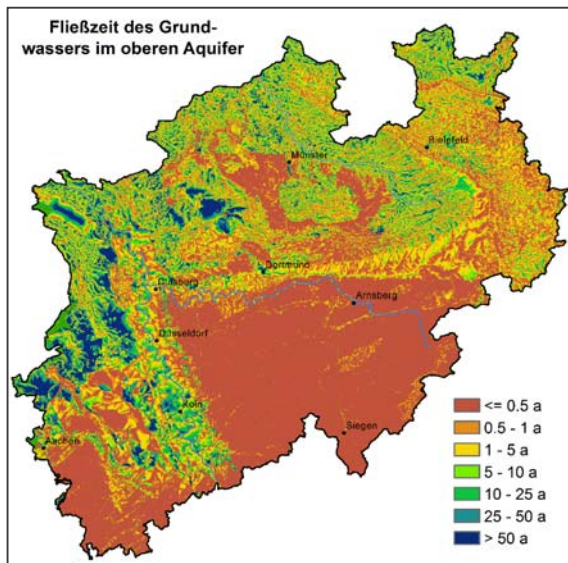 Fließzeit des Grund-
wassers im oberen Aquifer
Bielefeld
Münster
Dortmund
Duisburg
Arnsberg
Düsseldorf
Köln
Siegen
Aachen
<= 0.5 a
0.5 - 1 a
1 - 5 a
5 - 10 a
10 - 25 a
25 - 50 a
> 50 a